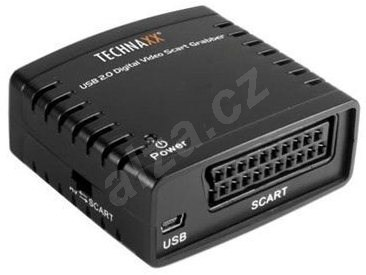 TECHNAXX®
USB 2.0 Digital Video Scart Grabber
Power
SCART
USB
SCART
alza.cz